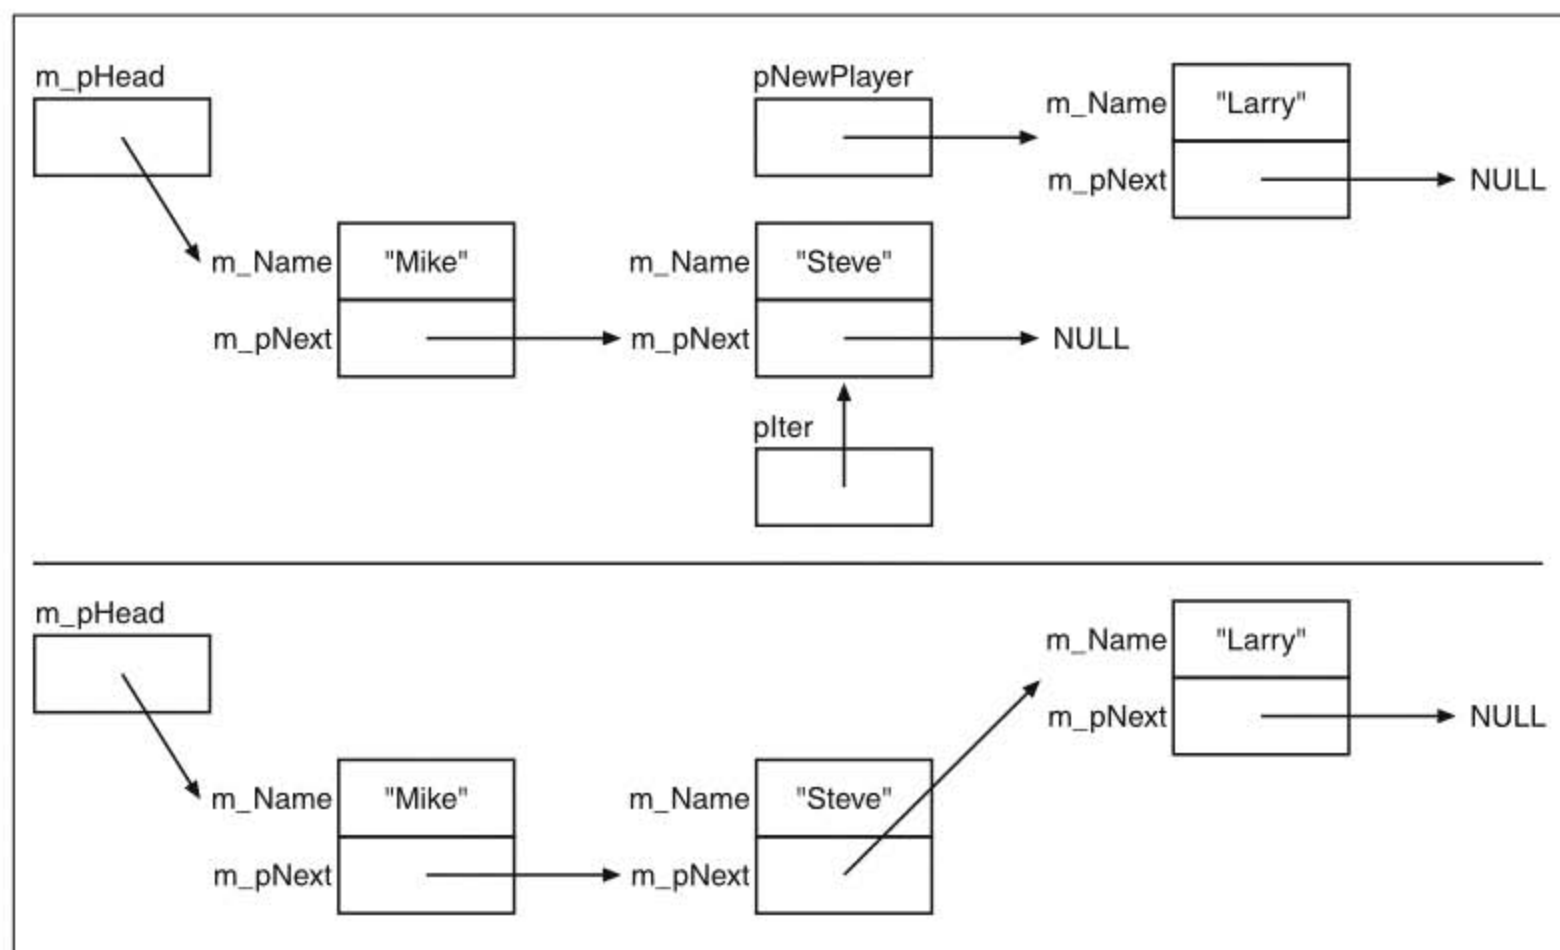 m_pHead
pNewPlayer
m_Name "Larry"
m_pNext NULL
m_Name "Mike" m_Name "Steve"
m_pNext m_pNext NULL
pIter
m_pHead
m_Name "Larry"
m_pNext NULL
m_Name "Mike" m_Name "Steve"
m_pNext m_pNext